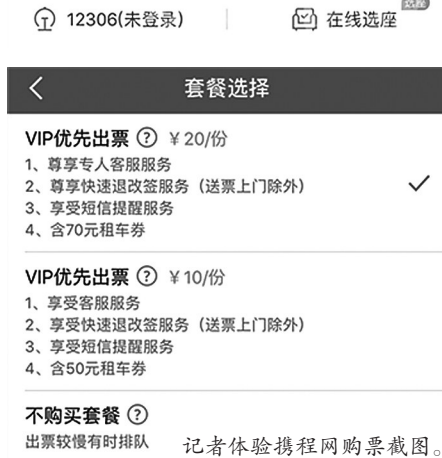 12306(未登录)
在线选座
套餐选择
VIP优先出票 ? ￥20/份
1、尊享专人客服服务
2、尊享快速退改签服务（送票上门除外）
3、享受短信提醒服务
4、含70元租车券
VIP优先出票 ? ￥10/份
1、享受客服服务
2、享受快速退改签服务（送票上门除外）
3、享受短信提醒服务
4、含50元租车券
不购买套餐 ?
出票较慢有时排队
记者体验携程网购票截图。